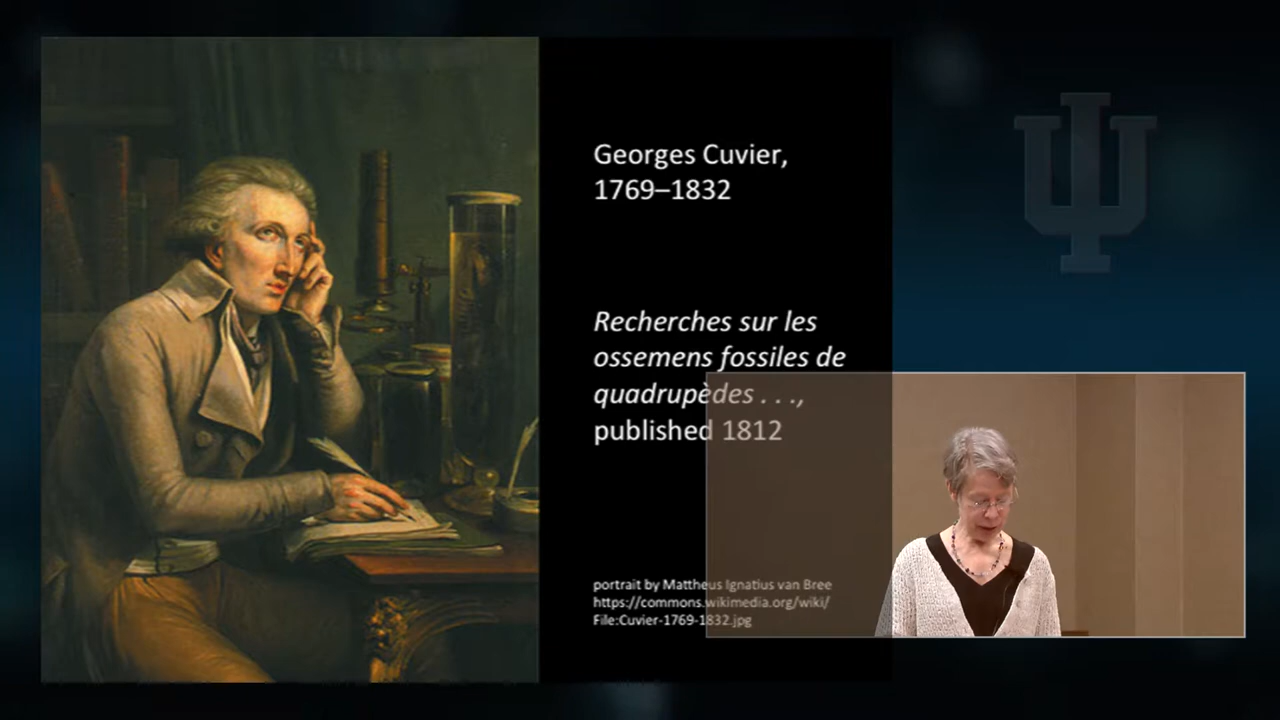 Georges Cuvier,
1769–1832
Recherches sur les
ossemens fossiles de
quadrupèdes . . .,
published 1812
portrait by Mattheus Ignatius van Bree
https://commons.wikimedia.org/wiki/
File:Cuvier-1769-1832.jpg